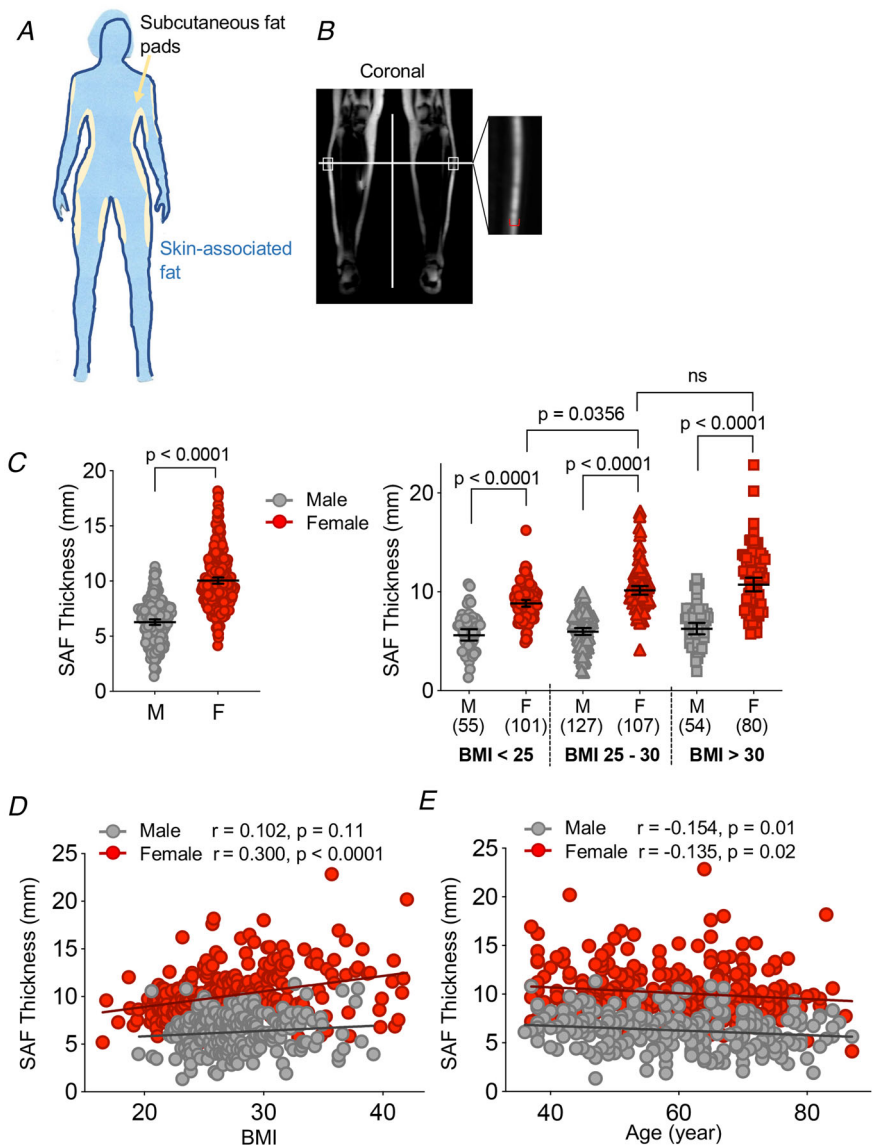 A
Subcutaneous fat
pads
Skin-associated
fat
B
Coronal
C
p < 0.0001
SAF Thickness (mm)
20
15
10
5
0
M
F
Male
Female
SAF Thickness (mm)
20
10
0
p < 0.0001
p = 0.0356
p < 0.0001
ns
p < 0.0001
M F M F M F
(55) (101) (127) (107) (54) (80)
BMI < 25 BMI 25 - 30 BMI > 30
D
Male r = 0.102, p = 0.11
Female r = 0.300, p < 0.0001
SAF Thickness (mm)
25
20
15
10
5
0
20 30 40
BMI
E
Male r = -0.154, p = 0.01
Female r = -0.135, p = 0.02
SAF Thickness (mm)
25
20
15
10
5
0
40 60 80
Age (year)